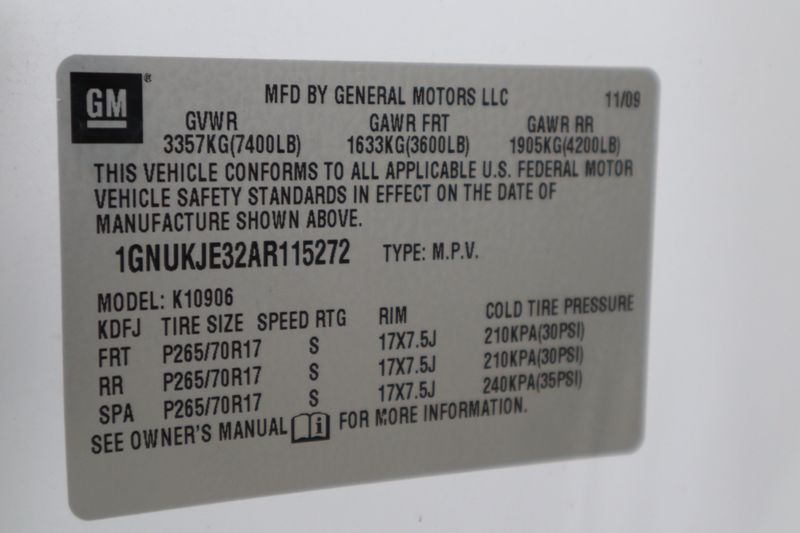 GM®
MFD BY GENERAL MOTORS LLC 11/09
GVWR GAWR FRT GAWR RR
3357KG(7400LB) 1633KG(3600LB) 1905KG(4200LB)
THIS VEHICLE CONFORMS TO ALL APPLICABLE U.S. FEDERAL MOTOR
VEHICLE SAFETY STANDARDS IN EFFECT ON THE DATE OF
MANUFACTURE SHOWN ABOVE.
1GNUKJE32AR115272 TYPE: M.P.V.
MODEL: K10906
KDFJ TIRE SIZE SPEED RTG RIM COLD TIRE PRESSURE
FRT P265/70R17 S 17X7.5J 210KPA(30PSI)
RR P265/70R17 S 17X7.5J 210KPA(30PSI)
SPA P265/70R17 S 17X7.5J 240KPA(35PSI)
SEE OWNER'S MANUAL i FOR MORE INFORMATION.